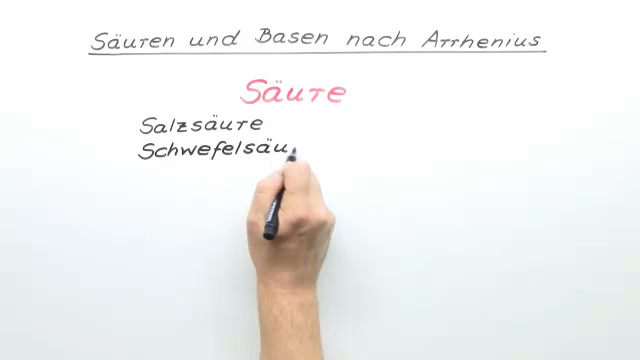 Säuren und Basen nach Arrhenius
Säure
Salzsäure
Schwefelsäu